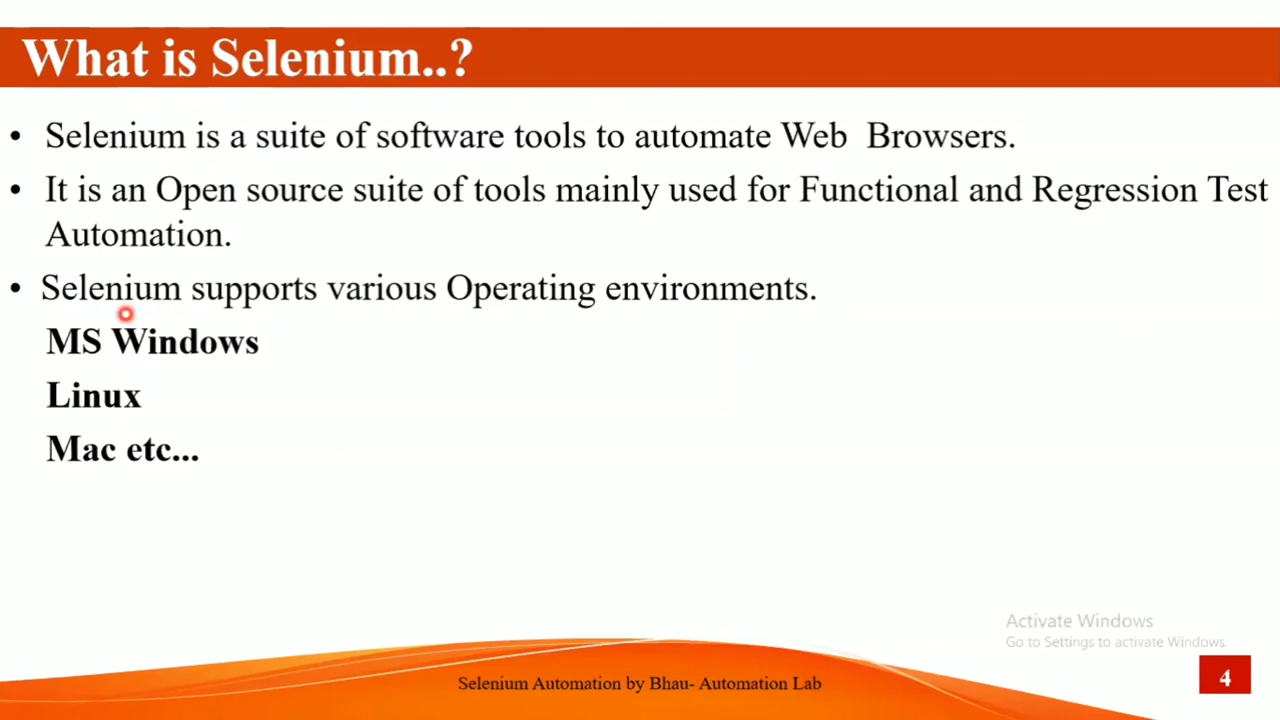 What is Selenium..?
• Selenium is a suite of software tools to automate Web  Browsers.
• It is an Open source suite of tools mainly used for Functional and Regression Test
Automation.
• Selenium supports various Operating environments.
MS Windows
Linux
Mac etc...
Activate Windows
Go to Settings to activate Windows.
Selenium Automation by Bhau- Automation Lab
4